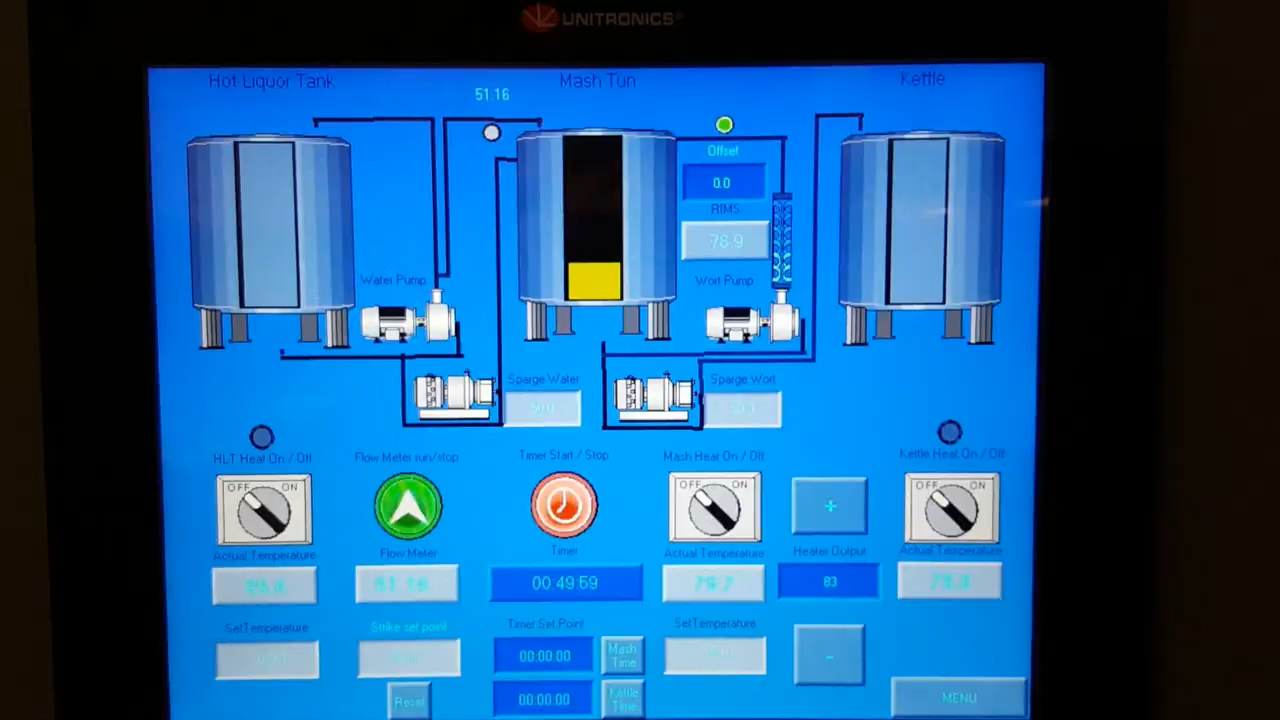 UNITRONICS
Hot Liquor Tank
Mash Tun
Kettle
51.16
Offset
0.0
RIMS
78.9
Water Pump
Wort Pump
Sparge Water
Sparge Wort
50.0
HLT Heat On / Off
Flow Meter run/stop
Timer Start / Stop
Mash Heat On / Off
Kettle Heat On / Off
OFF ON
OFF ON
OFF ON
+
Actual Temperature
Flow Meter
Timer
Actual Temperature
Heater Output
Actual Temperature
51.16
00:49:59
79.7
83
Set Temperature
Strike set point
Timer Set Point
Set Temperature
00:00:00
Mash Time
-
Reset
00:00:00
Kettle Time
MENU